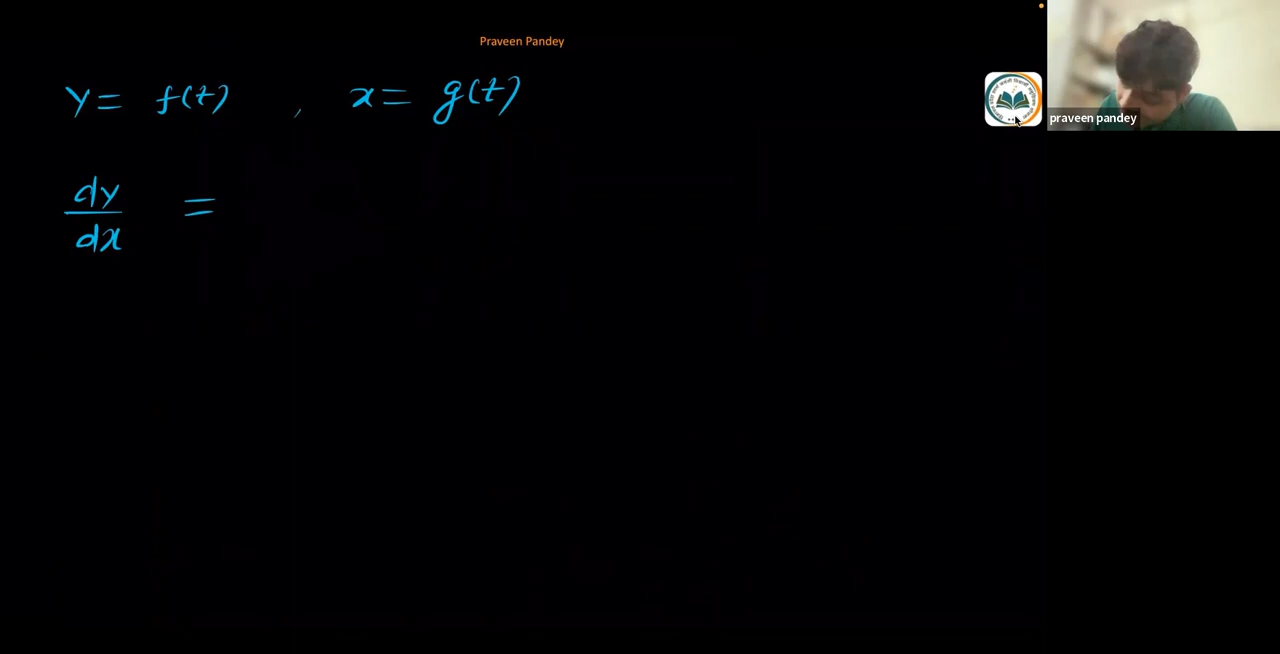 Praveen Pandey
y = f(t) , x = g(t)
dy/dx =
praveen pandey